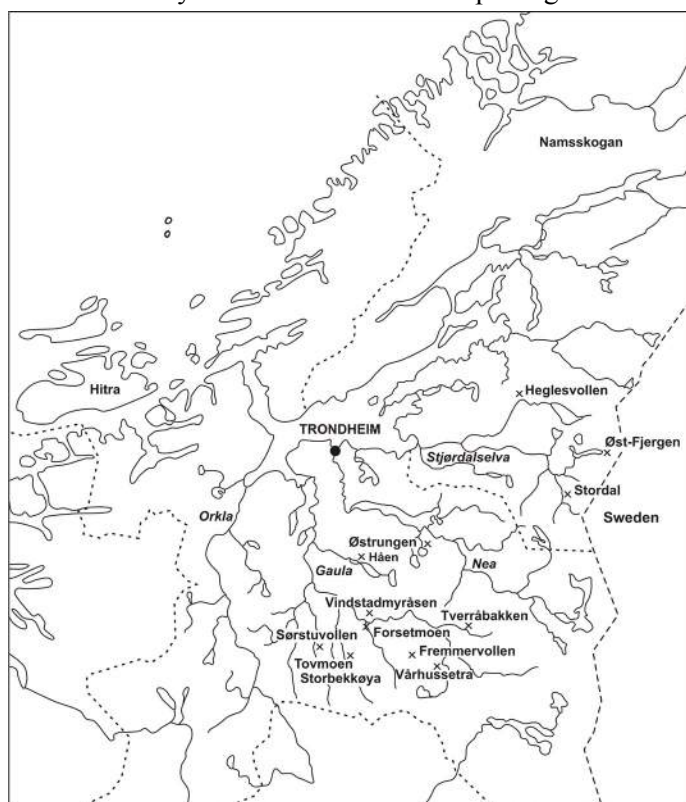 Namsskogan
Hitra
Heglesvollen
TRONDHEIM
Øst-Fjergen
Stjørdalselva
Stordal
Orkla
Sweden
Østrungen
Håen
Nea
Gaula
Vindstadmyråsen
Tverråbakken
Forsetmoen
Sørstuvollen
Fremmervollen
Tovmoen
Vårhussetra
Storbekkøya